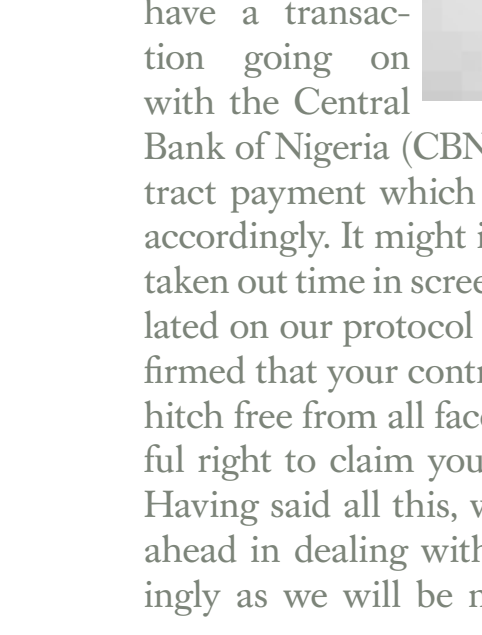 have a transac-
tion going on
with the Central
Bank of Nigeria (CBN
tract payment which
accordingly. It might
taken out time in
lated on our protocol
firmed that your
hitch free from all
ful right to claim
Having said all this,
ahead in dealing
ingly as we will be